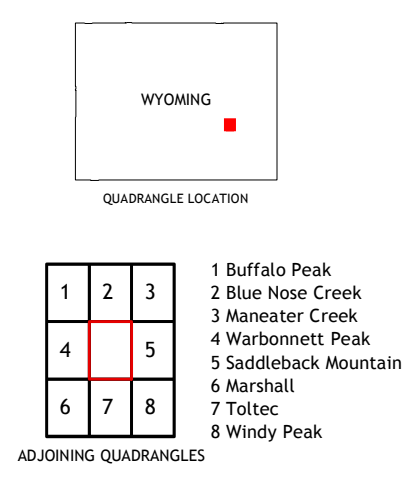 WYOMING
QUADRANGLE LOCATION
1 2 3
4 5
6 7 8
ADJOINING QUADRANGLES
1 Buffalo Peak
2 Blue Nose Creek
3 Maneater Creek
4 Warbonnett Peak
5 Saddleback Mountain
6 Marshall
7 Toltec
8 Windy Peak